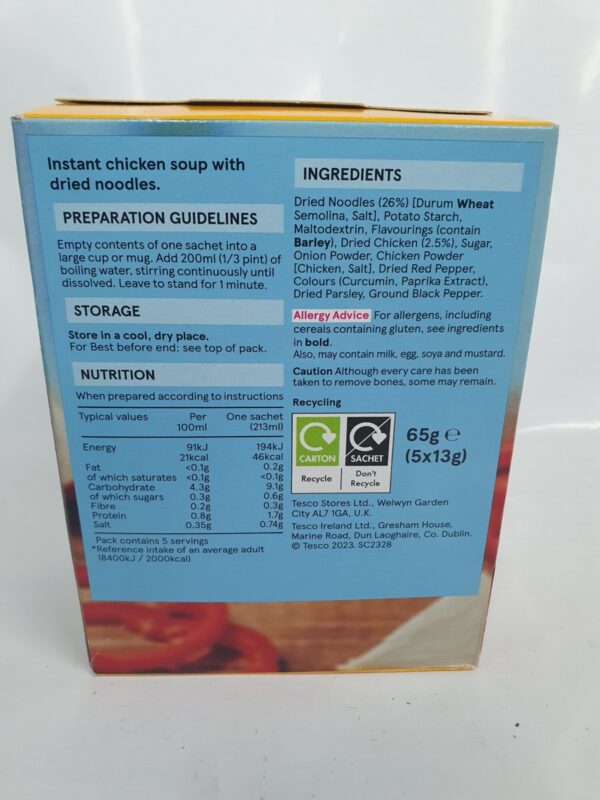 Instant chicken soup with
dried noodles.
PREPARATION GUIDELINES
Empty contents of one sachet into a
large cup or mug. Add 200ml (1/3 pint) of
boiling water, stirring continuously until
dissolved. Leave to stand for 1 minute.
STORAGE
Store in a cool, dry place.
For Best before end: see top of pack.
NUTRITION
When prepared according to instructions
Typical values Per One sachet
100ml (213ml)
Energy 91kJ 194kJ
21kcal 46kcal
Fat <0.1g 0.2g
of which saturates <0.1g <0.1g
Carbohydrate 4.3g 9.1g
of which sugars 0.3g 0.6g
Fibre 0.2g 0.3g
Protein 0.8g 1.7g
Salt 0.35g 0.74g
Pack contains 5 servings
*Reference intake of an average adult
(8400kJ / 2000kcal)
INGREDIENTS
Dried Noodles (26%) [Durum Wheat
Semolina, Salt], Potato Starch,
Maltodextrin, Flavourings (contain
Barley), Dried Chicken (2.5%), Sugar,
Onion Powder, Chicken Powder
[Chicken, Salt], Dried Red Pepper,
Colours (Curcumin, Paprika Extract),
Dried Parsley, Ground Black Pepper.
Allergy Advice For allergens, including
cereals containing gluten, see ingredients
in bold.
Also, may contain milk, egg, soya and mustard.
Caution Although every care has been
taken to remove bones, some may remain.
Recycling
CARTON SACHET
Recycle Don't
Recycle
65g e
(5x13g)
Tesco Stores Ltd., Welwyn Garden
City AL7 1GA, U.K.
Tesco Ireland Ltd., Gresham House,
Marine Road, Dun Laoghaire, Co. Dublin.
© Tesco 2023. SC2328